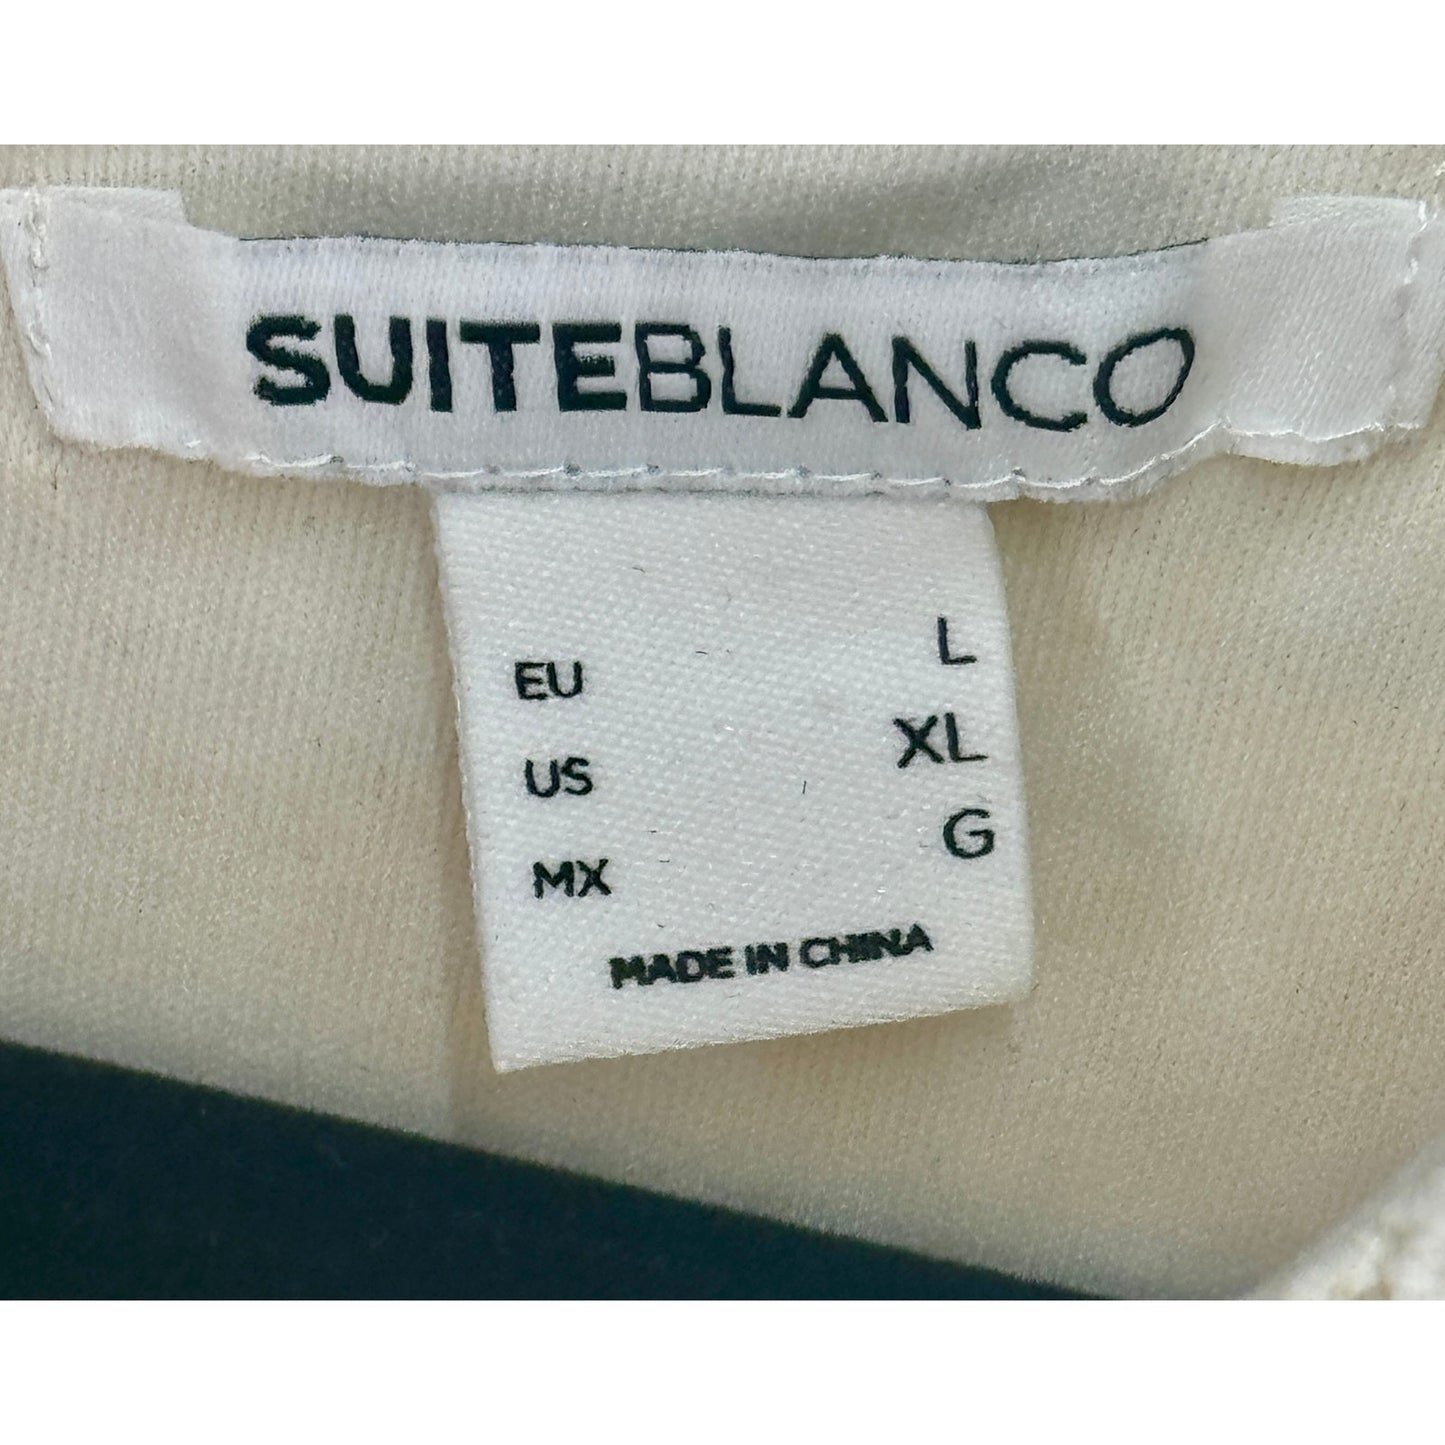 SUITEBLANCO
EU L
US XL
MX G
MADE IN CHINA